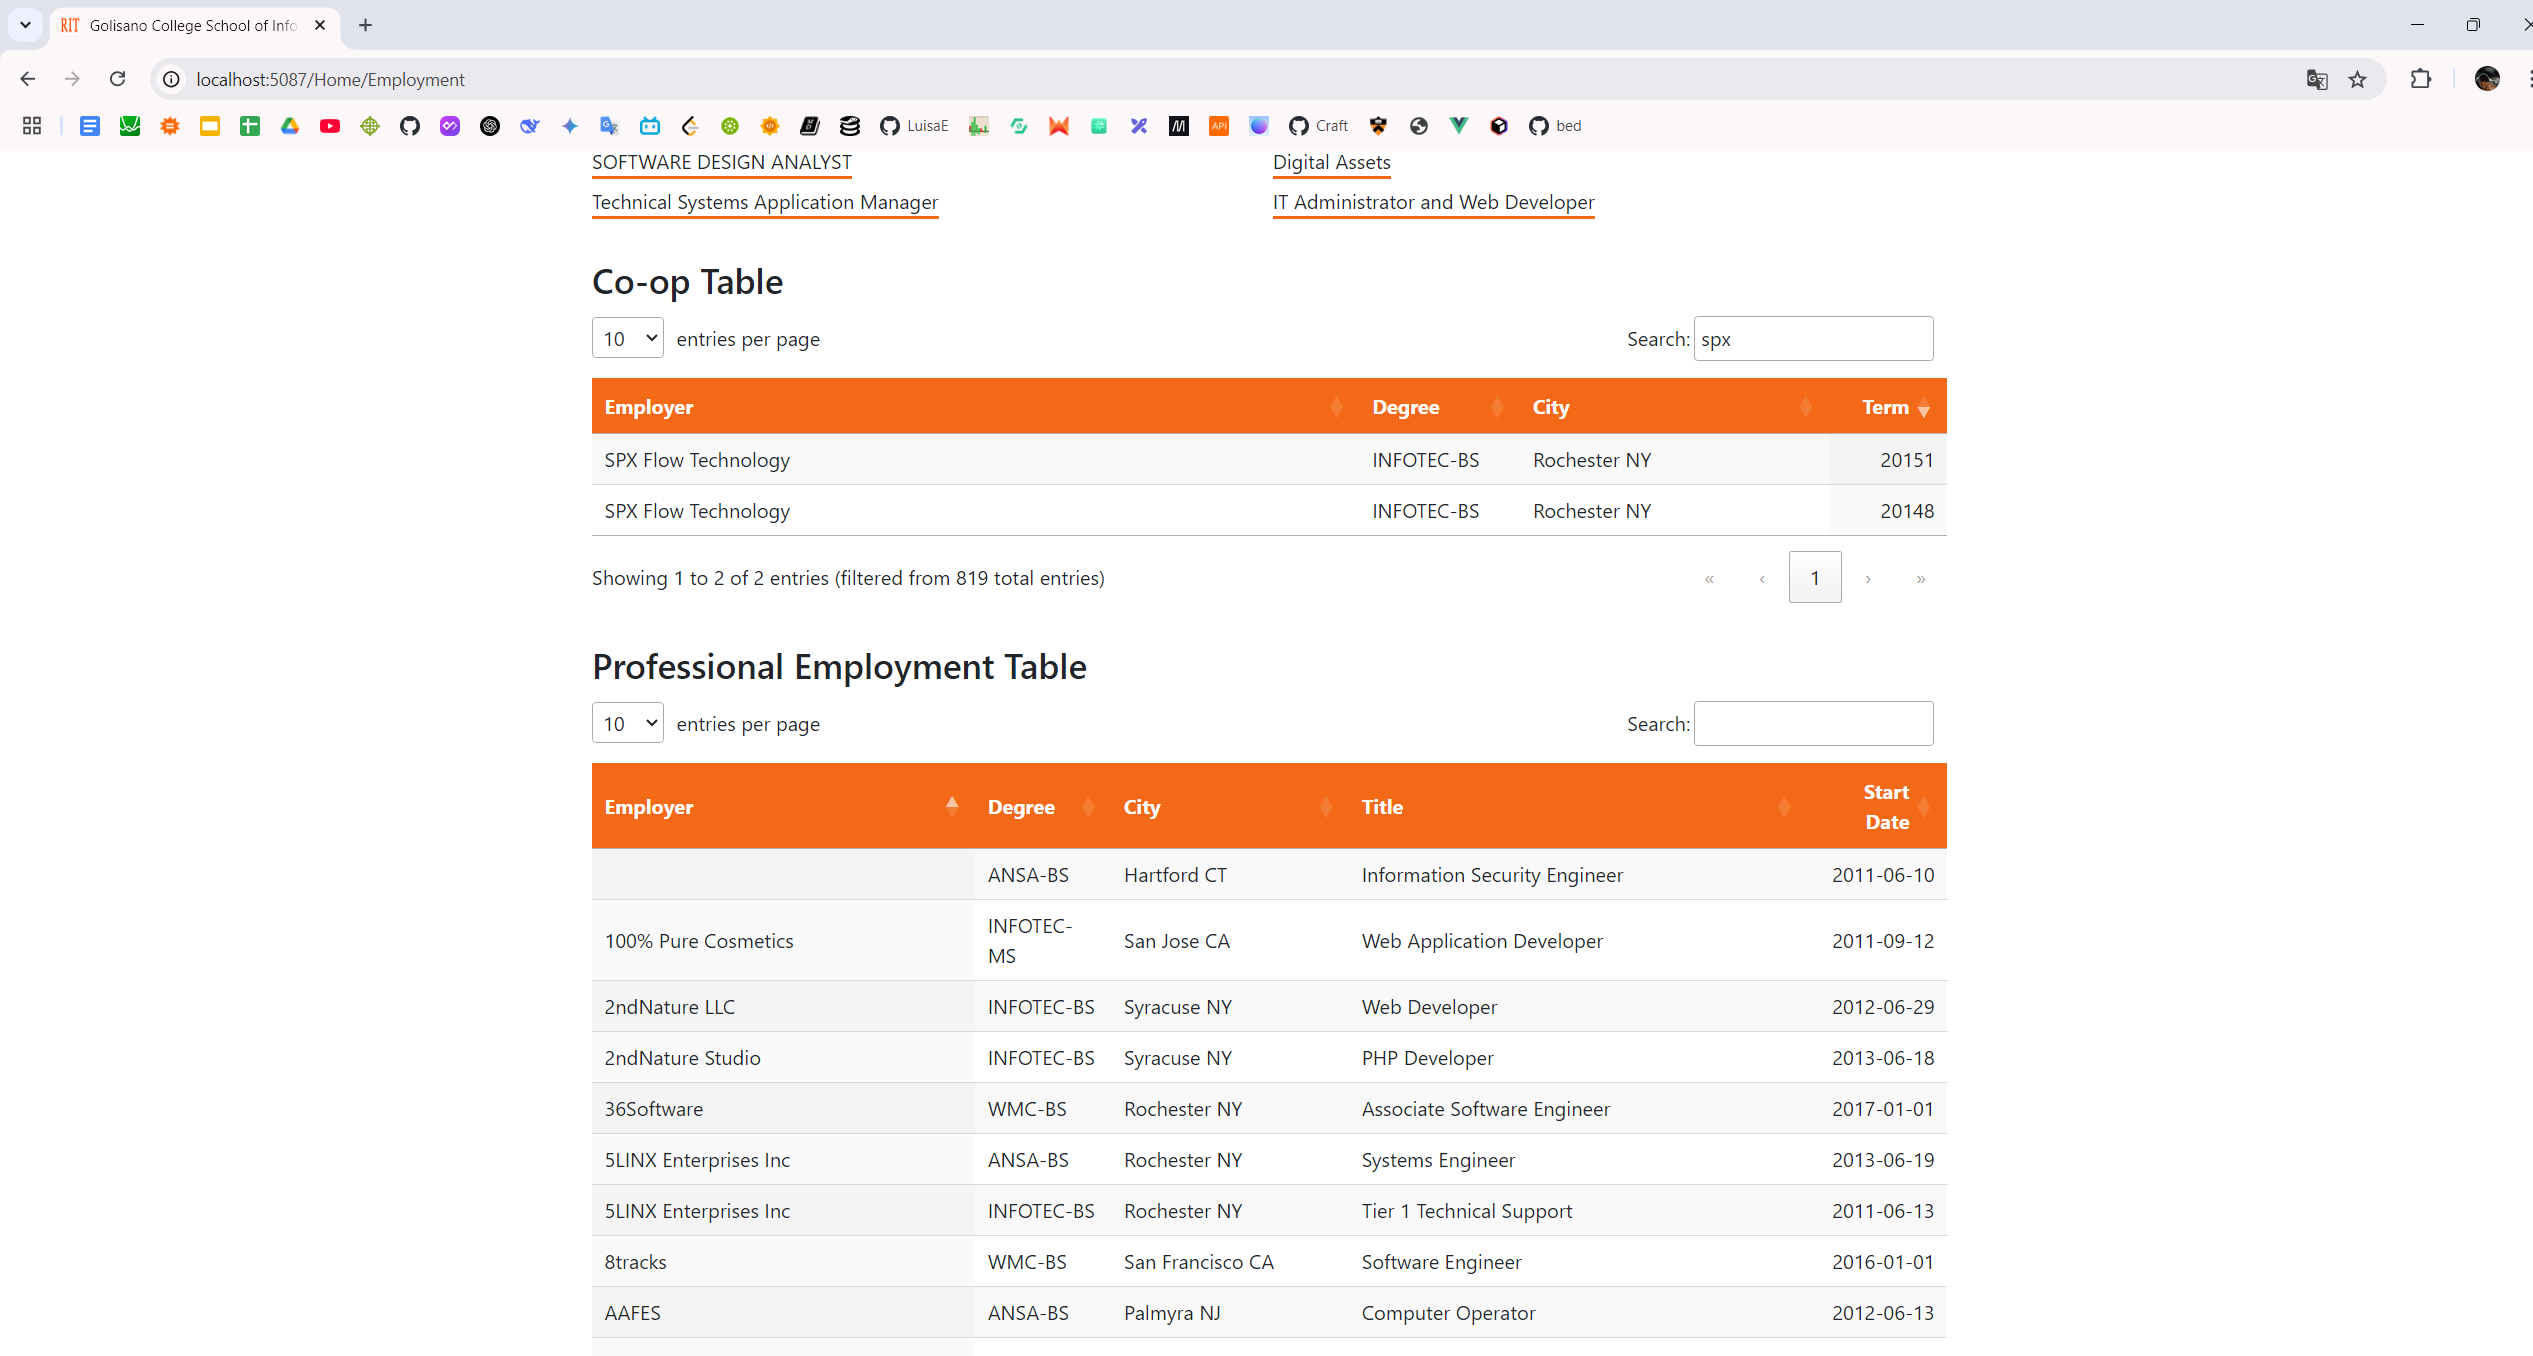 RIT Golisano College School of Info
localhost:5087/Home/Employment
LuisaE API Craft bed
SOFTWARE DESIGN ANALYST Digital Assets
Technical Systems Application Manager IT Administrator and Web Developer
Co-op Table
10 entries per page Search: spx
Employer Degree City Term
SPX Flow Technology INFOTEC-BS Rochester NY 20151
SPX Flow Technology INFOTEC-BS Rochester NY 20148
Showing 1 to 2 of 2 entries (filtered from 819 total entries) « ‹ 1 › »
Professional Employment Table
10 entries per page Search:
Employer Degree City Title Start Date
ANSA-BS Hartford CT Information Security Engineer 2011-06-10
100% Pure Cosmetics INFOTEC-MS San Jose CA Web Application Developer 2011-09-12
2ndNature LLC INFOTEC-BS Syracuse NY Web Developer 2012-06-29
2ndNature Studio INFOTEC-BS Syracuse NY PHP Developer 2013-06-18
36Software WMC-BS Rochester NY Associate Software Engineer 2017-01-01
5LINX Enterprises Inc ANSA-BS Rochester NY Systems Engineer 2013-06-19
5LINX Enterprises Inc INFOTEC-BS Rochester NY Tier 1 Technical Support 2011-06-13
8tracks WMC-BS San Francisco CA Software Engineer 2016-01-01
AAFES ANSA-BS Palmyra NJ Computer Operator 2012-06-13